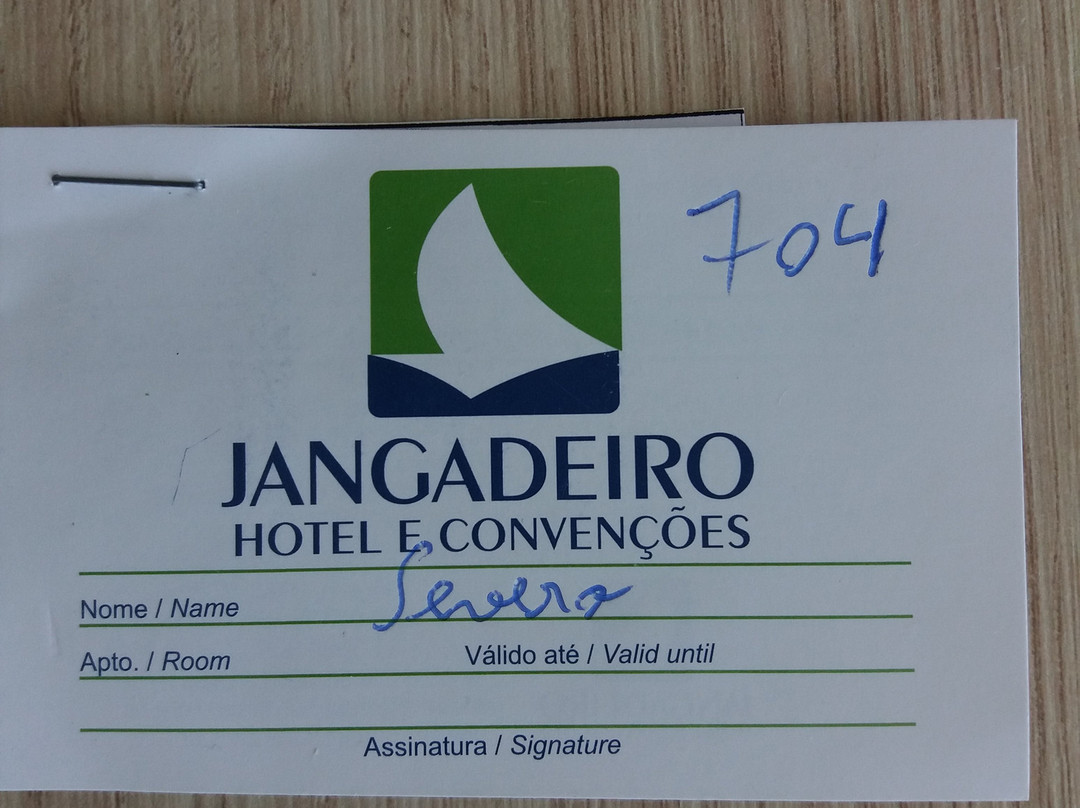 704
JANGADEIRO
HOTEL E CONVENÇÕES
Nome / Name Severo
Apto. / Room Válido até / Valid until
Assinatura / Signature